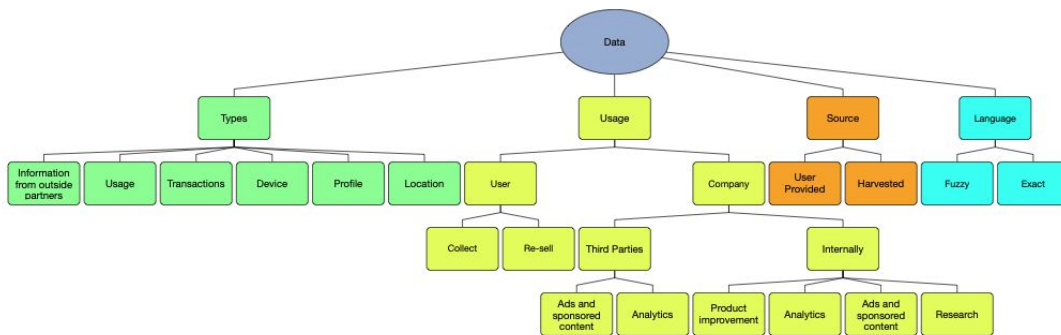 Data
Types
Usage
Source
Language
Information
from outside
partners
Usage
Transactions
Device
Profile
Location
User
Company
User
Provided
Harvested
Fuzzy
Exact
Collect
Re-sell
Third Parties
Internally
Ads and
sponsored
content
Analytics
Product
improvement
Analytics
Ads and
sponsored
content
Research